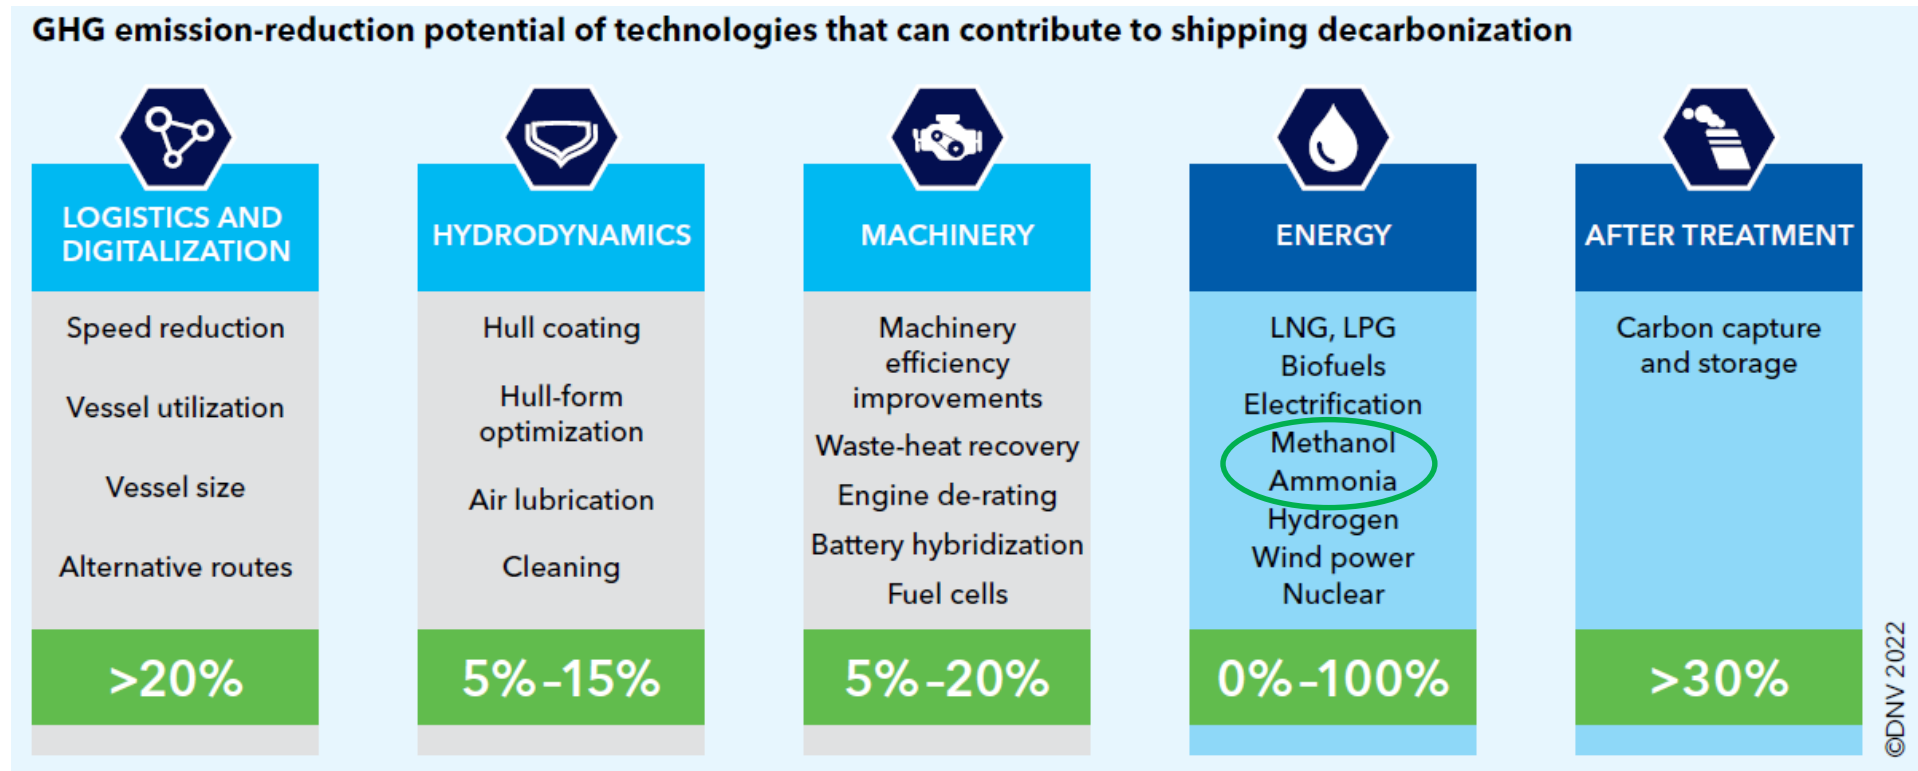 GHG emission-reduction potential of technologies that can contribute to shipping decarbonization
LOGISTICS AND
DIGITALIZATION
Speed reduction
Vessel utilization
Vessel size
Alternative routes
>20%
HYDRODYNAMICS
Hull coating
Hull-form
optimization
Air lubrication
Cleaning
5%–15%
MACHINERY
Machinery
efficiency
improvements
Waste-heat recovery
Engine de-rating
Battery hybridization
Fuel cells
5%–20%
ENERGY
LNG, LPG
Biofuels
Electrification
Methanol
Ammonia
Hydrogen
Wind power
Nuclear
0%–100%
AFTER TREATMENT
Carbon capture
and storage
>30%
©DNV 2022